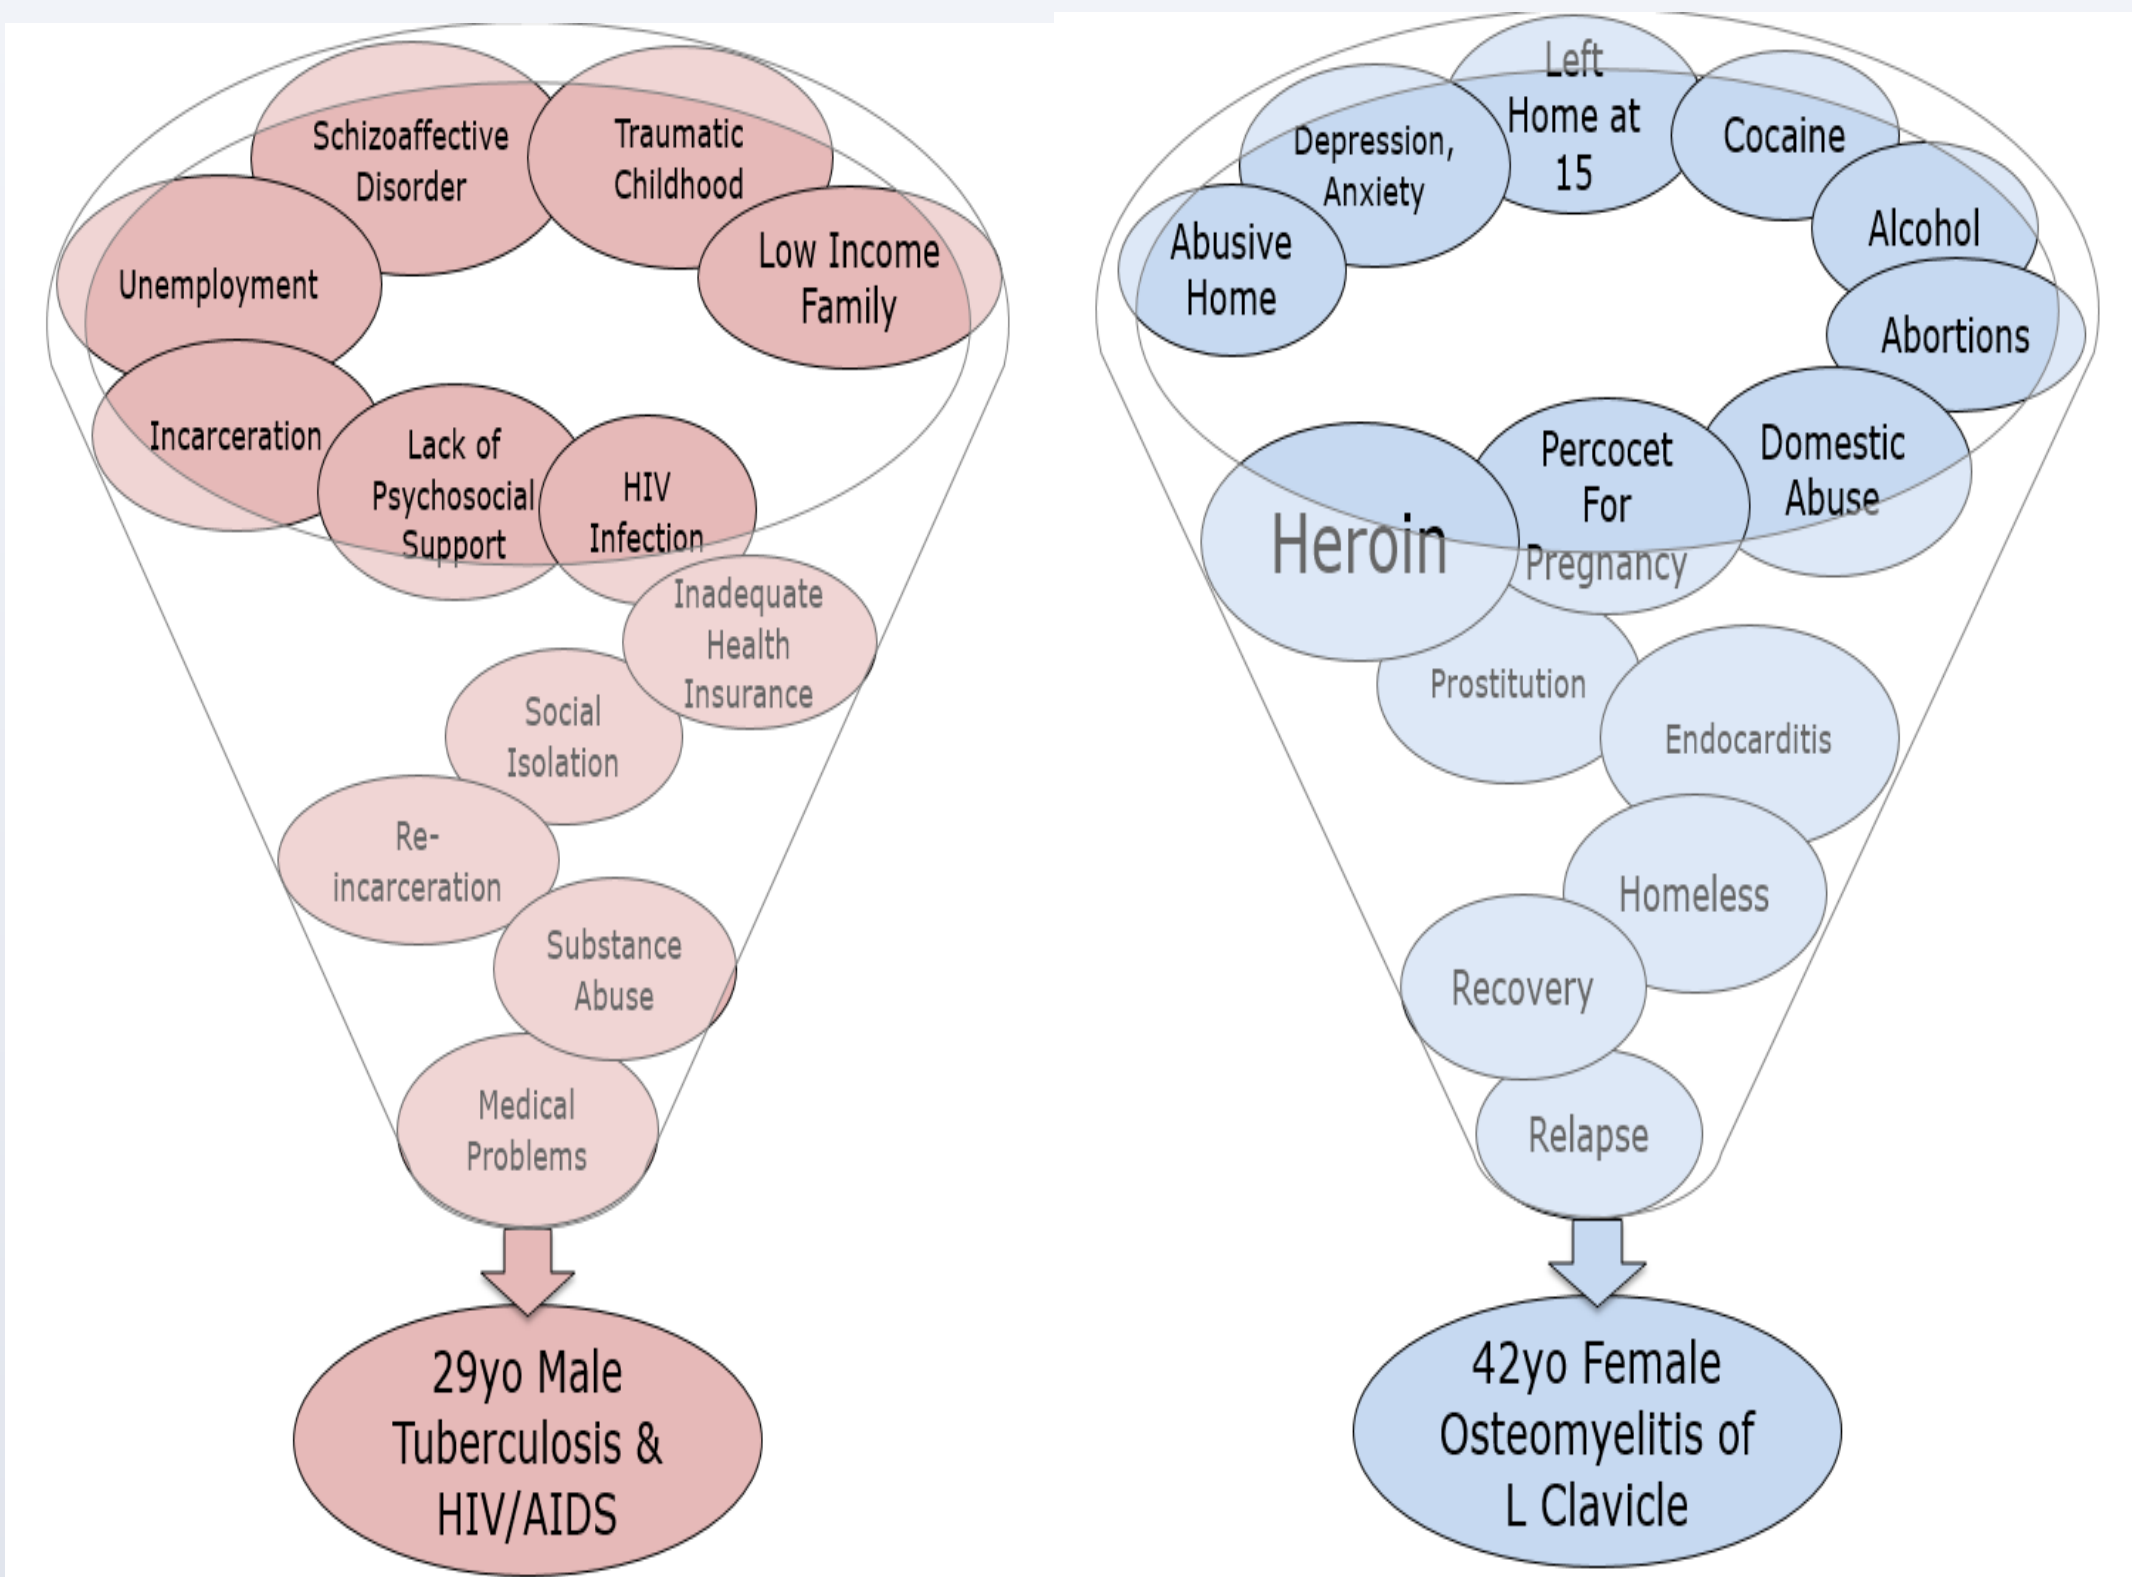 Schizoaffective
Disorder
Traumatic
Childhood
Low Income
Family
Unemployment
Incarceration
Lack of
Psychosocial
Support
HIV
Infection
Inadequate
Health
Insurance
Social
Isolation
Re-
incarceration
Substance
Abuse
Medical
Problems
29yo Male
Tuberculosis &
HIV/AIDS
Abusive
Home
Depression,
Anxiety
Left
Home at
15
Cocaine
Alcohol
Abortions
Domestic
Abuse
Percocet
For
Pregnancy
Heroin
Prostitution
Endocarditis
Homeless
Recovery
Relapse
42yo Female
Osteomyelitis of
L Clavicle